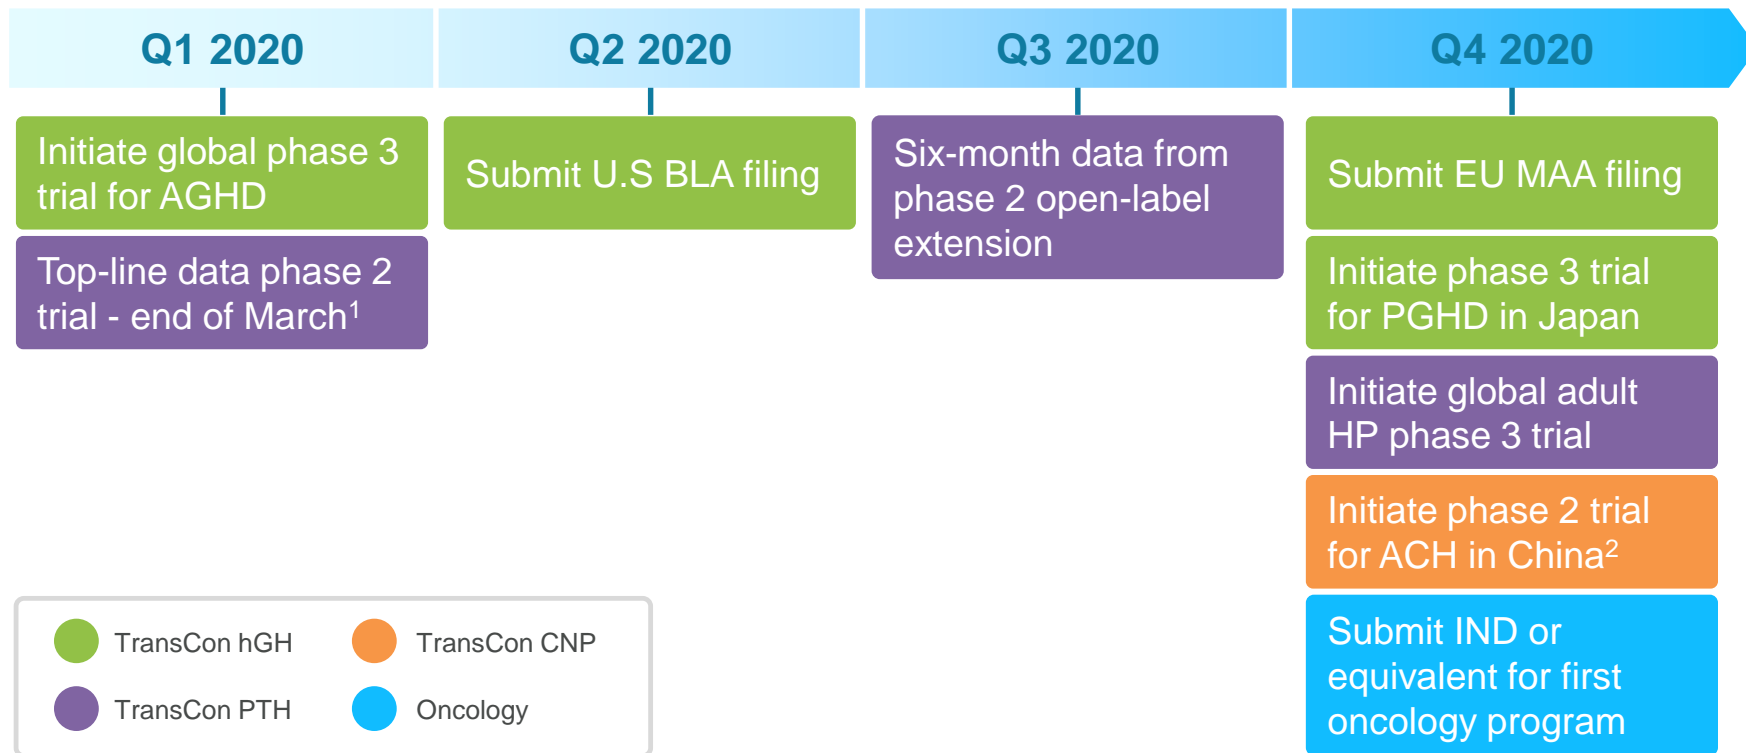 Q1 2020
Q2 2020
Q3 2020
Q4 2020
Initiate global phase 3
trial for AGHD
Top-line data phase 2
trial - end of March¹
Submit U.S BLA filing
Six-month data from
phase 2 open-label
extension
Submit EU MAA filing
Initiate phase 3 trial
for PGHD in Japan
Initiate global adult
HP phase 3 trial
Initiate phase 2 trial
for ACH in China²
Submit IND or
equivalent for first
oncology program
TransCon hGH
TransCon CNP
TransCon PTH
Oncology